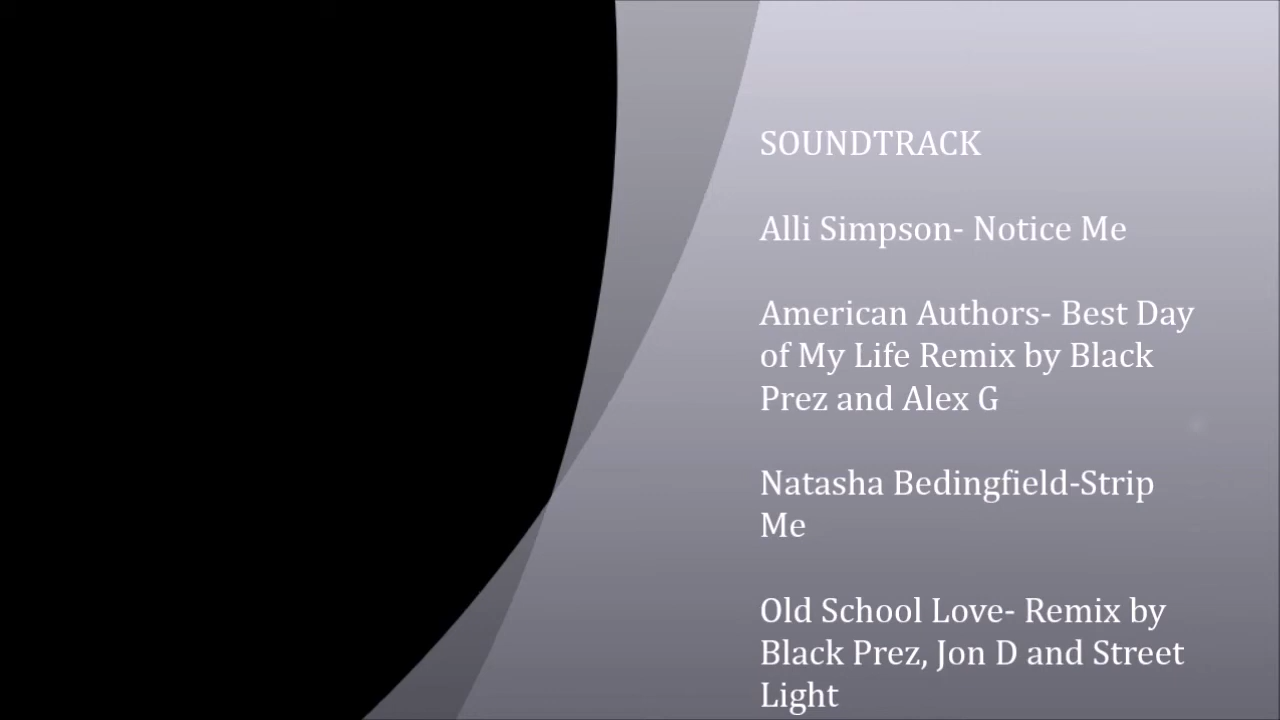 SOUNDTRACK
Alli Simpson- Notice Me
American Authors- Best Day
of My Life Remix by Black
Prez and Alex G
Natasha Bedingfield-Strip
Me
Old School Love- Remix by
Black Prez, Jon D and Street
Light